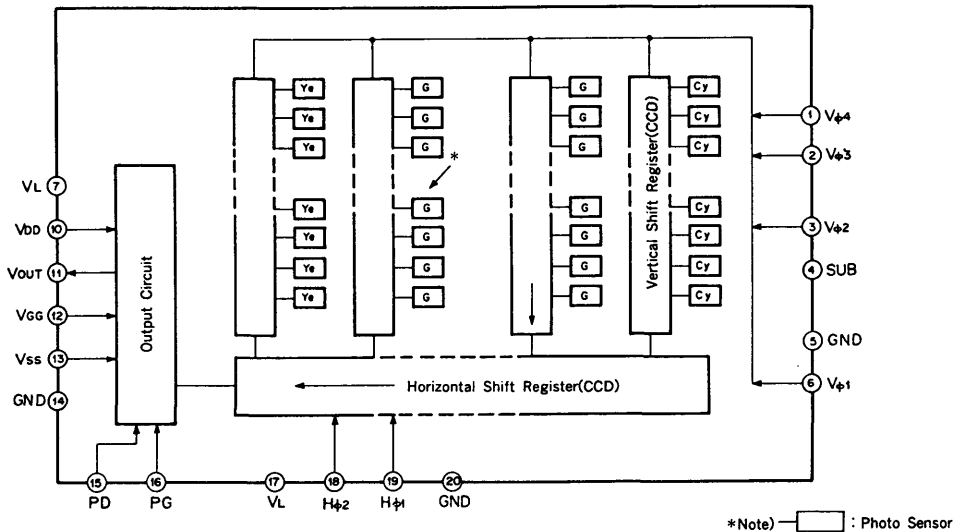 Ye G G Cy
Ye G G Cy
Ye G G Cy
*
Ye G G Cy
Ye G G Cy
Ye G G Cy
Ye G G Cy
Vertical Shift Register(CCD)
Output Circuit
Horizontal Shift Register(CCD)
VL 7
VDD 10
VOUT 11
VGG 12
VSS 13
GND 14
1 Vφ4
2 Vφ3
3 Vφ2
4 SUB
5 GND
6 Vφ1
15 16 17 18 19 20
PD PG VL Hφ2 Hφ1 GND
*Note) : Photo Sensor